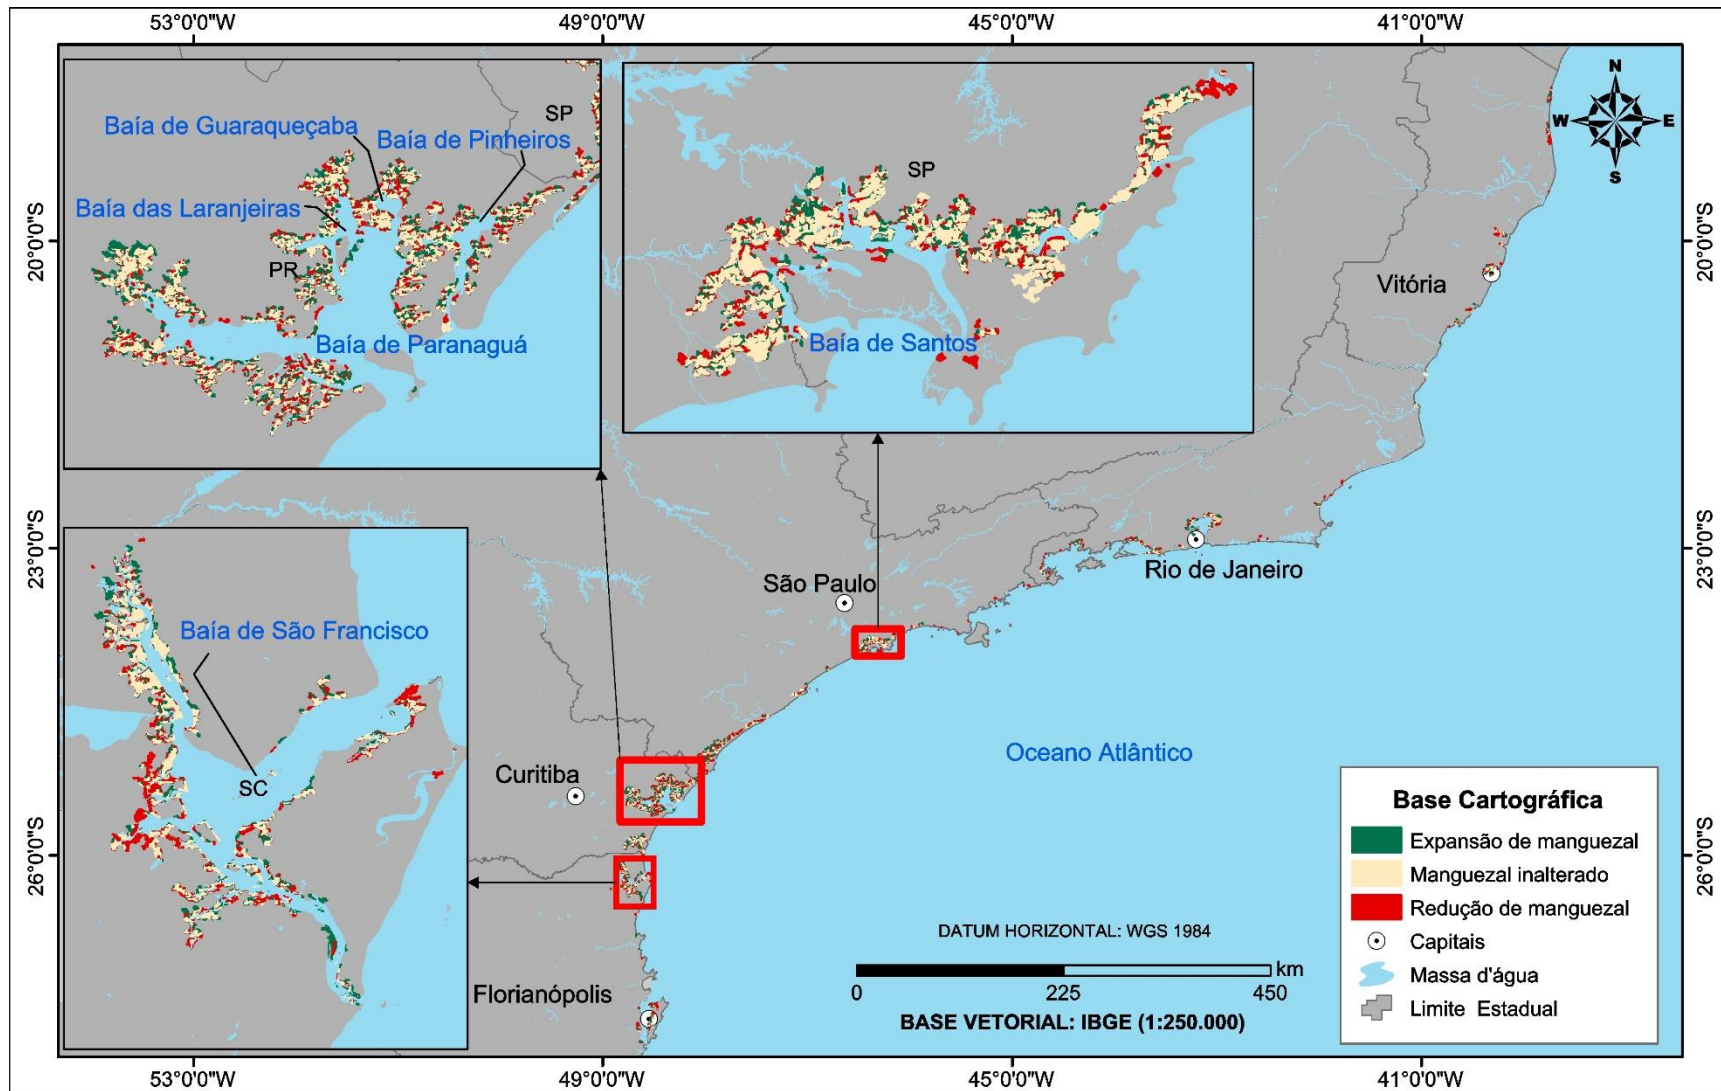 53°0'0"W
49°0'0"W
45°0'0"W
41°0'0"W
N
W
E
S
SP
Baía de Guaraqueçaba
Baía de Pinheiros
Baía das Laranjeiras
PR
Baía de Paranaguá
SP
Baía de Santos
20°0'0"S
20°0'0"S
Vitória
23°0'0"S
23°0'0"S
São Paulo
Rio de Janeiro
Baía de São Francisco
SC
Curitiba
Oceano Atlântico
26°0'0"S
26°0'0"S
Florianópolis
DATUM HORIZONTAL: WGS 1984
km
0
225
450
BASE VETORIAL: IBGE (1:250.000)
Base Cartográfica
Expansão de manguezal
Manguezal inalterado
Redução de manguezal
Capitais
Massa d'água
Limite Estadual
53°0'0"W
49°0'0"W
45°0'0"W
41°0'0"W